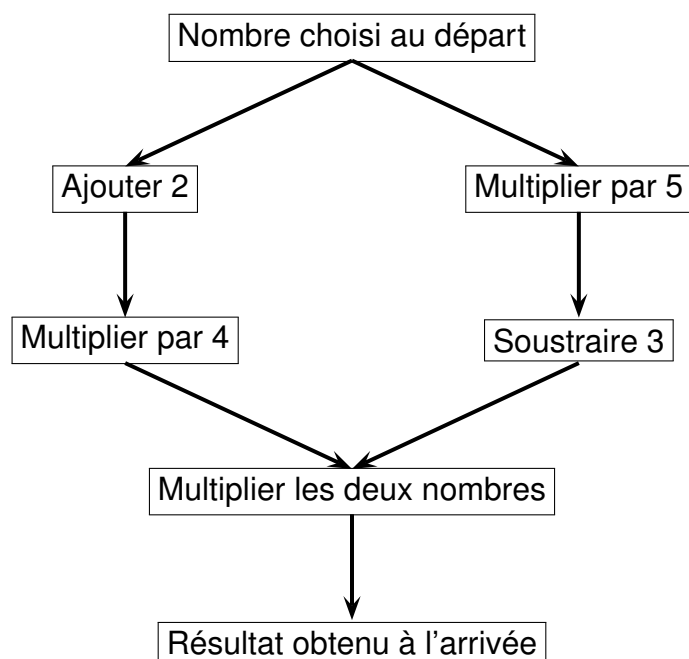 Nombre choisi au départ
Ajouter 2
Multiplier par 5
Multiplier par 4
Soustraire 3
Multiplier les deux nombres
Résultat obtenu à l'arrivée